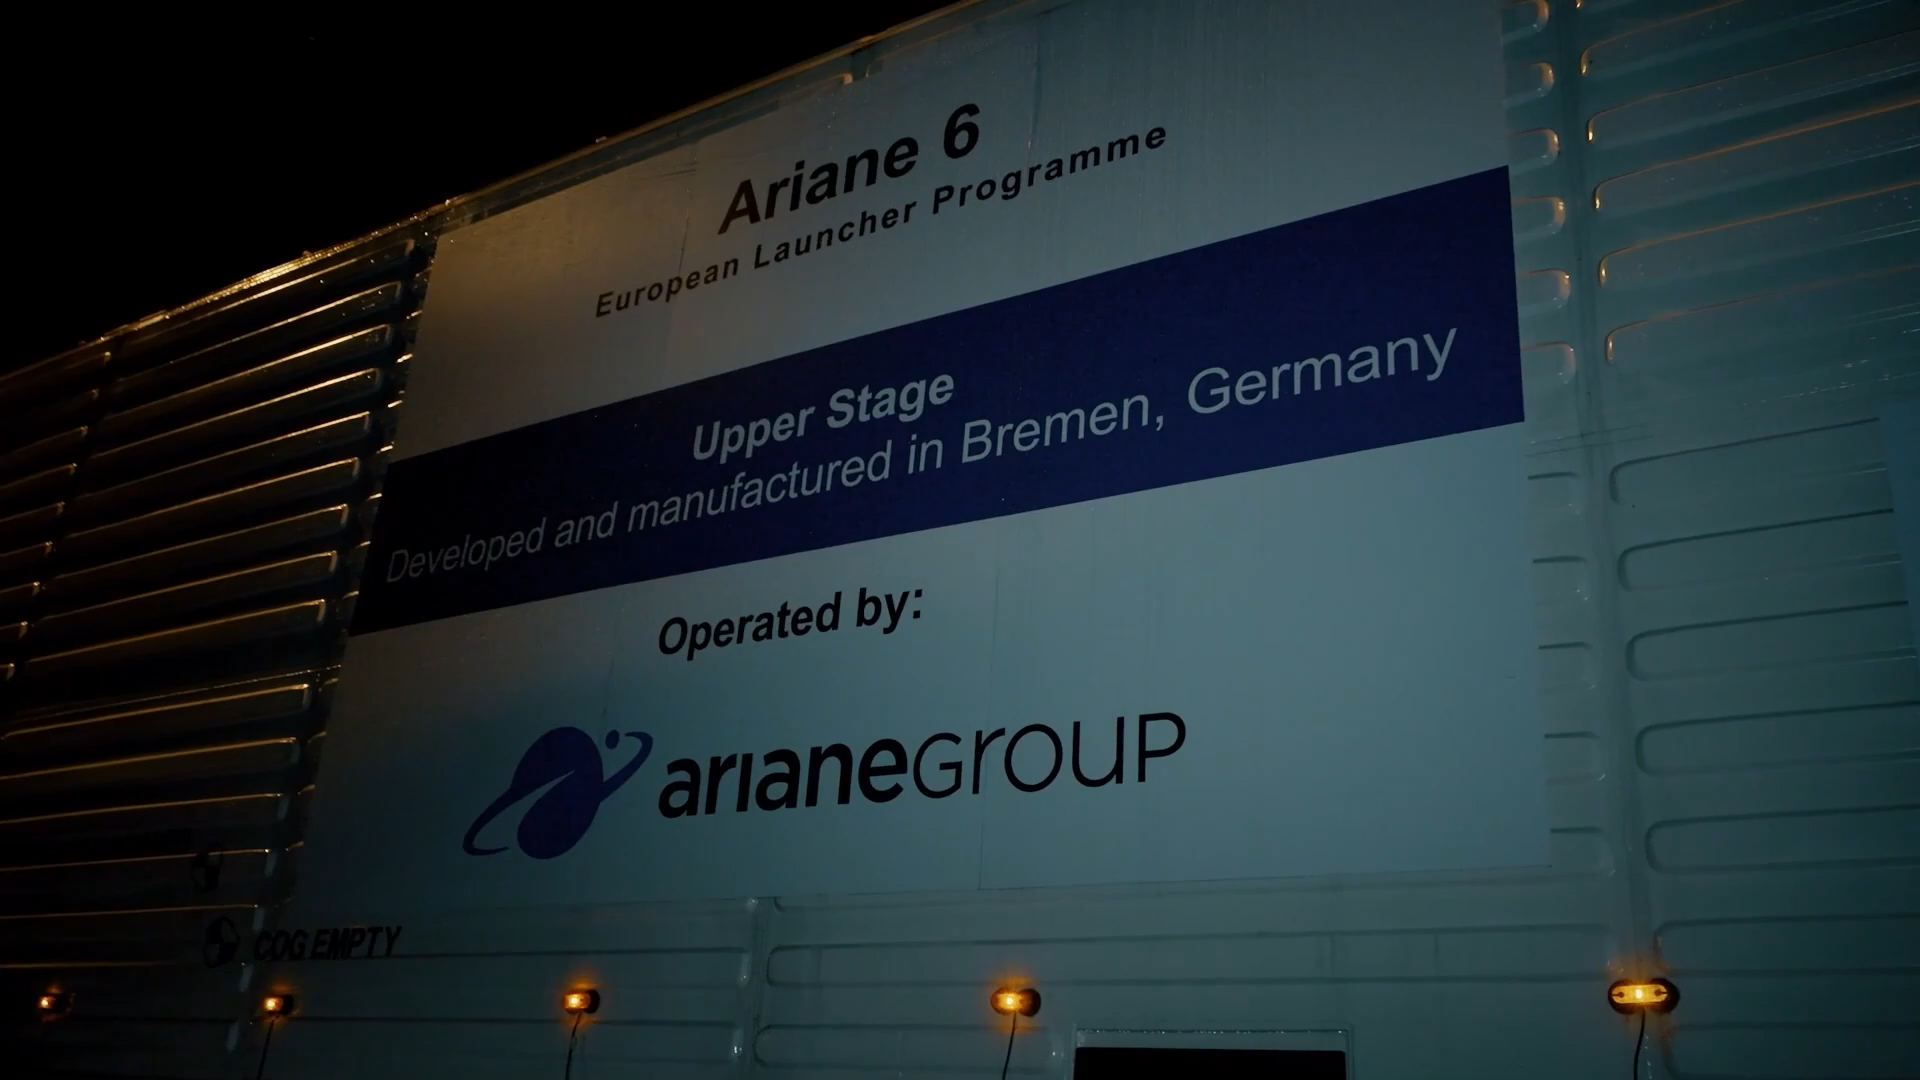 Ariane 6
European Launcher Programme
Upper Stage
Developed and manufactured in Bremen, Germany
Operated by:
arianeGROUP
COG EMPTY